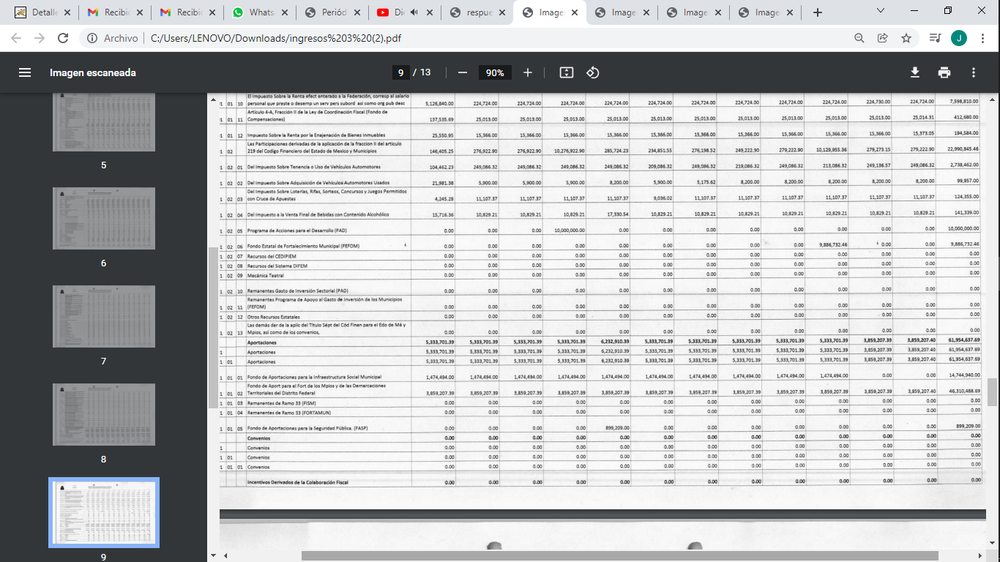 Detalle
Recibic
Recibic
Whats
Periód
Di
respue
Image
Image
Image
Image
Archivo | C:/Users/LENOVO/Downloads/ingresos%203%20(2).pdf
J
Imagen escaneada
9 / 13
90%
5
6
7
8
9
1 01 10 El Impuesto Sobre la Renta efect enterado a la Federación, corresp al salario
personal que preste o desemp un serv pers subord asi como org pub desc 5,126,840.00 224,724.00 224,724.00 224,724.00 224,724.00 224,724.00 224,724.00 224,724.00 224,724.00 224,724.00 224,730.00 224,724.00 7,598,810.00
Artículo 4-A, Fracción II de la Ley de Coordinación Fiscal (Fondo de
1 01 11 Compensaciones) 137,535.69 25,013.00 25,013.00 25,013.00 25,013.00 25,013.00 25,013.00 25,013.00 25,013.00 25,013.00 25,013.00 25,014.31 412,680.00
1 01 12 Impuesto Sobre la Renta por la Enajenación de Bienes Inmuebles 25,550.95 15,366.00 15,366.00 15,366.00 15,366.00 15,366.00 15,366.00 15,366.00 15,366.00 15,366.00 15,366.00 15,373.05 194,584.00
Las Participaciones derivadas de la aplicación de la fraccion II del articulo
1 02 219 del Codigo Financiero del Estado de Mexico y Municipios 146,405.25 276,922.90 276,922.90 10,276,922.90 285,724.23 234,851.55 276,198.52 249,222.90 279,222.90 10,129,955.36 279,273.15 279,222.90 22,990,845.46
1 02 01 Del Impuesto Sobre Tenencia o Uso de Vehículos Automotores 104,462.23 249,086.32 249,086.32 249,086.32 249,086.32 209,086.32 249,086.32 219,086.32 249,086.32 213,086.32 249,136.57 249,086.32 2,738,462.00
1 02 02 Del Impuesto Sobre Adquisición de Vehículos Automotores Usados 21,981.38 5,900.00 5,900.00 5,900.00 8,200.00 5,900.00 5,175.62 8,200.00 8,200.00 8,200.00 8,200.00 8,200.00 99,957.00
Del Impuesto Sobre Loterías, Rifas, Sorteos, Concursos y Juegos Permitidos
1 02 03 con Cruce de Apuestas 4,245.28 11,107.37 11,107.37 11,107.37 11,107.37 9,036.02 11,107.37 11,107.37 11,107.37 11,107.37 11,107.37 11,107.37 124,355.00
1 02 04 Del Impuesto a la Venta Final de Bebidas con Contenido Alcohólico 15,716.36 10,829.21 10,829.21 10,829.21 17,330.54 10,829.21 10,829.21 10,829.21 10,829.21 10,829.21 10,829.21 10,829.21 141,339.00
1 02 05 Programa de Acciones para el Desarrollo (PAD) 0.00 0.00 0.00 10,000,000.00 0.00 0.00 0.00 0.00 0.00 0.00 0.00 0.00 10,000,000.00
1 02 06 Fondo Estatal de Fortalecimiento Municipal (FEFOM) 0.00 0.00 0.00 0.00 0.00 0.00 0.00 0.00 0.00 9,886,732.46 0.00 0.00 9,886,732.46
1 02 07 Recursos del CEDIPIEM 0.00 0.00 0.00 0.00 0.00 0.00 0.00 0.00 0.00 0.00 0.00 0.00 0.00
1 02 08 Recursos del Sistema DIFEM 0.00 0.00 0.00 0.00 0.00 0.00 0.00 0.00 0.00 0.00 0.00 0.00 0.00
1 02 09 Mecánica Teatral 0.00 0.00 0.00 0.00 0.00 0.00 0.00 0.00 0.00 0.00 0.00 0.00 0.00
1 02 10 Remanentes Gasto de Inversión Sectorial (PAD) 0.00 0.00 0.00 0.00 0.00 0.00 0.00 0.00 0.00 0.00 0.00 0.00 0.00
Remanentes Programa de Apoyo al Gasto de Inversión de los Municipios
1 02 11 (FEFOM) 0.00 0.00 0.00 0.00 0.00 0.00 0.00 0.00 0.00 0.00 0.00 0.00 0.00
1 02 12 Otros Recursos Estatales 0.00 0.00 0.00 0.00 0.00 0.00 0.00 0.00 0.00 0.00 0.00 0.00 0.00
Las demás der de la aplic del Título Sépt del Cód Finan para el Edo de Mé y
1 02 13 Mpios, así como de los convenios, 0.00 0.00 0.00 0.00 0.00 0.00 0.00 0.00 0.00 0.00 0.00 0.00 0.00
Aportaciones 5,333,701.39 5,333,701.39 5,333,701.39 5,333,701.39 6,232,910.39 5,333,701.39 5,333,701.39 5,333,701.39 5,333,701.39 5,333,701.39 3,859,207.39 3,859,207.40 61,954,637.69
1 Aportaciones 5,333,701.39 5,333,701.39 5,333,701.39 5,333,701.39 6,232,910.39 5,333,701.39 5,333,701.39 5,333,701.39 5,333,701.39 5,333,701.39 3,859,207.39 3,859,207.40 61,954,637.69
1 01 Aportaciones 5,333,701.39 5,333,701.39 5,333,701.39 5,333,701.39 6,232,910.39 5,333,701.39 5,333,701.39 5,333,701.39 5,333,701.39 5,333,701.39 3,859,207.39 3,859,207.40 61,954,637.69
1 01 01 Fondo de Aportaciones para la Infraestructura Social Municipal 1,474,494.00 1,474,494.00 1,474,494.00 1,474,494.00 1,474,494.00 1,474,494.00 1,474,494.00 1,474,494.00 1,474,494.00 1,474,494.00 0.00 0.00 14,744,940.00
Fondo de Aport para el Fort de los Mpios y de las Demarcaciones
1 01 02 Territoriales del Distrito Federal 3,859,207.39 3,859,207.39 3,859,207.39 3,859,207.39 3,859,207.39 3,859,207.39 3,859,207.39 3,859,207.39 3,859,207.39 3,859,207.39 3,859,207.39 3,859,207.40 46,310,488.69
1 01 03 Remanentes de Ramo 33 (FISM) 0.00 0.00 0.00 0.00 0.00 0.00 0.00 0.00 0.00 0.00 0.00 0.00 0.00
1 01 04 Remanentes de Ramo 33 (FORTAMUN) 0.00 0.00 0.00 0.00 0.00 0.00 0.00 0.00 0.00 0.00 0.00 0.00 0.00
1 01 05 Fondo de Aportaciones para la Seguridad Pública. (FASP) 0.00 0.00 0.00 0.00 899,209.00 0.00 0.00 0.00 0.00 0.00 0.00 0.00 899,209.00
Convenios 0.00 0.00 0.00 0.00 0.00 0.00 0.00 0.00 0.00 0.00 0.00 0.00 0.00
1 Convenios 0.00 0.00 0.00 0.00 0.00 0.00 0.00 0.00 0.00 0.00 0.00 0.00 0.00
1 01 Convenios 0.00 0.00 0.00 0.00 0.00 0.00 0.00 0.00 0.00 0.00 0.00 0.00 0.00
1 01 01 Convenios 0.00 0.00 0.00 0.00 0.00 0.00 0.00 0.00 0.00 0.00 0.00 0.00 0.00
Incentivos Derivados de la Colaboración Fiscal 0.00 0.00 0.00 0.00 0.00 0.00 0.00 0.00 0.00 0.00 0.00 0.00 0.00